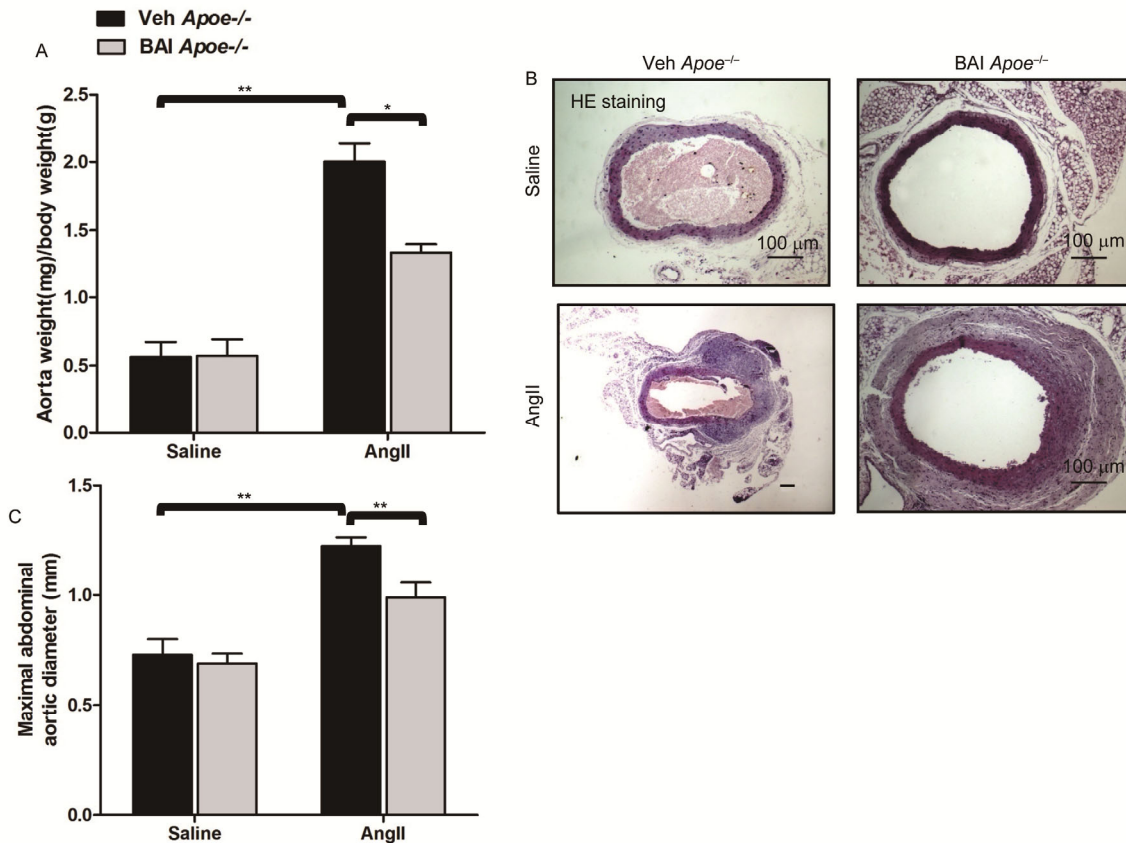 Veh Apoe-/-
BAI Apoe-/-
A
Aorta weight(mg)/body weight(g)
2.5
2.0
1.5
1.0
0.5
0.0
**
*
Saline
AngII
B
Veh Apoe–/–
BAI Apoe–/–
Saline
HE staining
100 μm
100 μm
AngII
100 μm
C
Maximal abdominal
aortic diameter (mm)
1.5
1.0
0.5
0.0
**
**
Saline
AngII